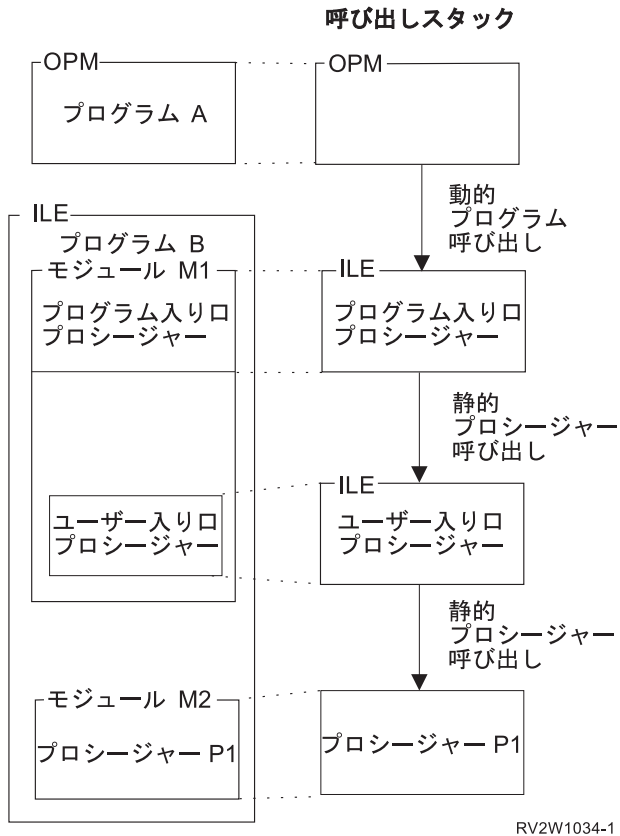 呼び出しスタック
OPM
プログラム A
OPM
動的
プログラム
呼び出し
ILE
プログラム B
モジュール M1
プログラム入り口
プロシージャー
ILE
プログラム入り口
プロシージャー
静的
プロシージャー
呼び出し
ユーザー入り口
プロシージャー
ILE
ユーザー入り口
プロシージャー
静的
プロシージャー
呼び出し
モジュール M2
プロシージャー P1
プロシージャー P1
RV2W1034-1